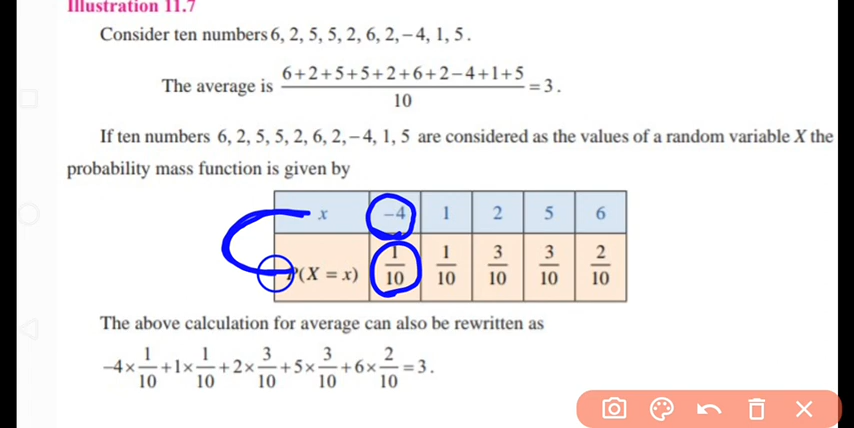 Illustration 11.7
Consider ten numbers 6, 2, 5, 5, 2, 6, 2, – 4, 1, 5 .
The average is (6+2+5+5+2+6+2−4+1+5)/10 = 3 .
If ten numbers 6, 2, 5, 5, 2, 6, 2, – 4, 1, 5 are considered as the values of a random variable X the
probability mass function is given by
x −4 1 2 5 6
P(X = x) 1/10 1/10 3/10 3/10 2/10
The above calculation for average can also be rewritten as
−4× 1/10 +1× 1/10 +2× 3/10 +5× 3/10 +6× 2/10 = 3 .